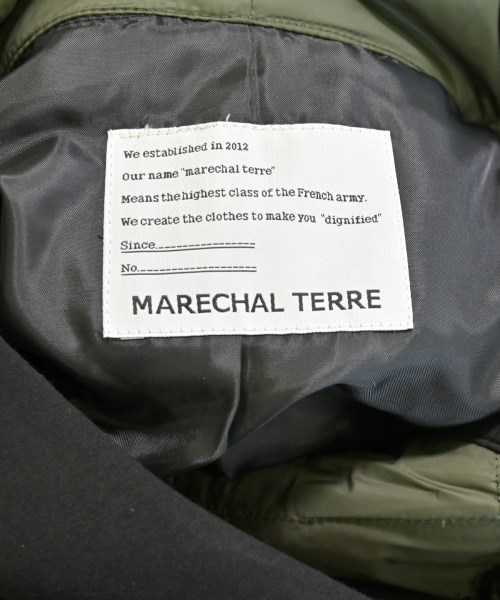 We established in 2012
Our name "marechal terre"
Means the highest class of the French army.
We create the clothes to make you "dignified"
Since
No.
MARECHAL TERRE